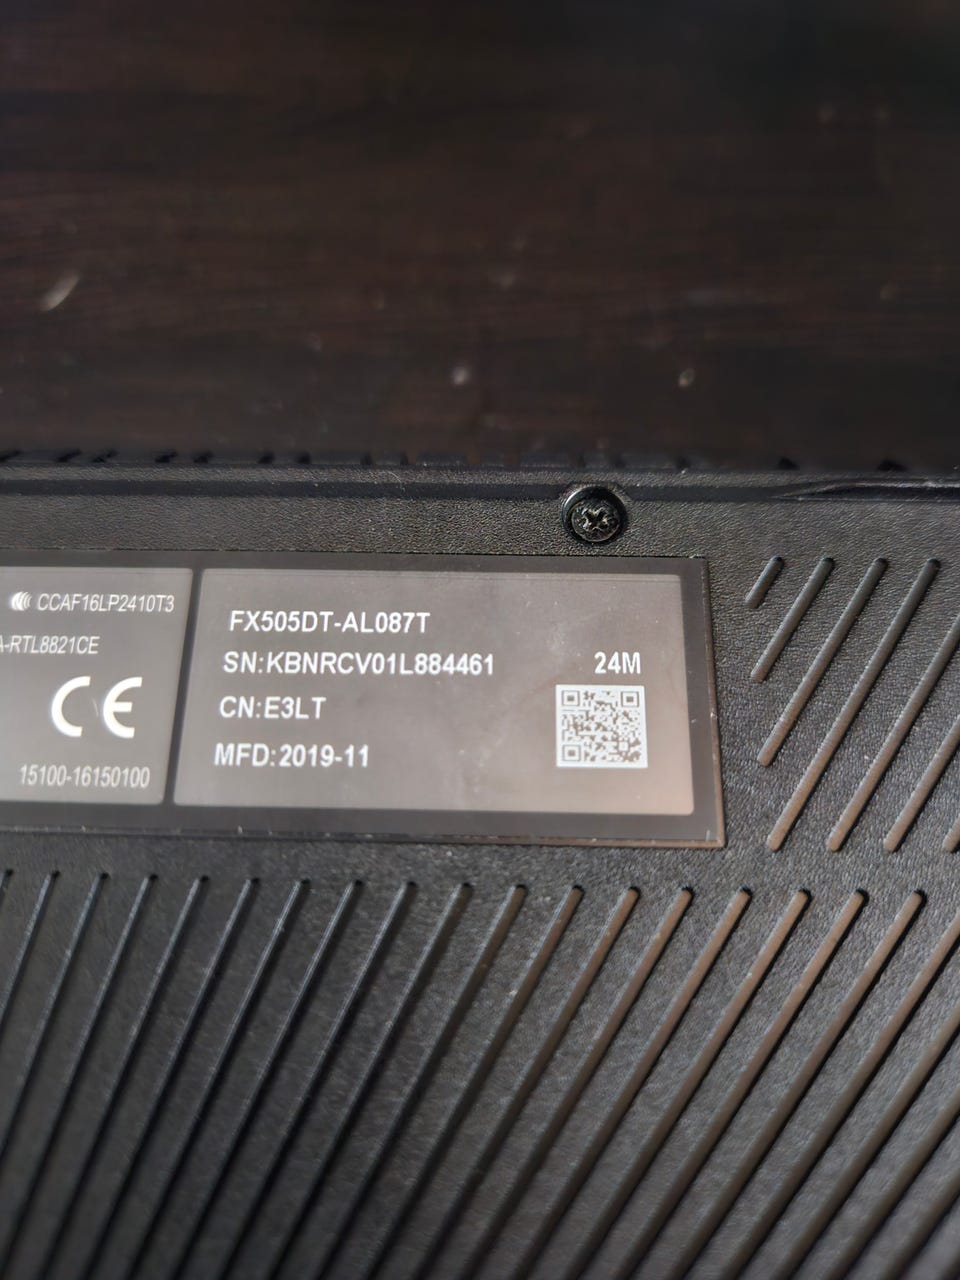 CCAF16LP2410T3
A-RTL8821CE
CE
15100-16150100
FX505DT-AL087T
SN:KBNRCV01L884461
24M
CN:E3LT
MFD:2019-11